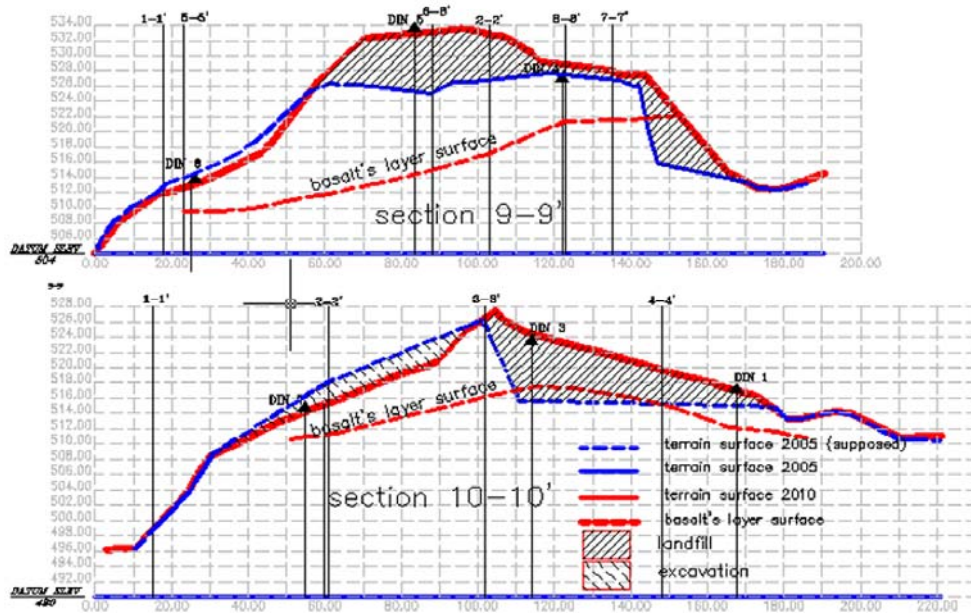 534.00 1-1' 5-5' DIN 5 6-6' 2-2' 8-8' 7-7'
532.00
530.00
528.00
526.00
524.00
522.00
520.00
518.00
516.00
514.00
512.00
510.00
508.00
506.00
DIN 6
basalt's layer surface
section 9-9'
DATUM ELEV
504
0.00 20.00 40.00 60.00 80.00 100.00 120.00 140.00 160.00 180.00 200.00
528.00 1-1' 2-2' 3-3' 4-4'
526.00
524.00
522.00
520.00
518.00
516.00
514.00
512.00
510.00
508.00
506.00
504.00
502.00
500.00
498.00
496.00
494.00
492.00
DIN 3
DIN 1
DIN
basalt's layer surface
section 10-10'
terrain surface 2005 (supposed)
terrain surface 2005
terrain surface 2010
basalt's layer surface
landfill
excavation
DATUM ELEV
490
0.00 20.00 40.00 60.00 80.00 100.00 120.00 140.00 160.00 180.00 200.00 220.00